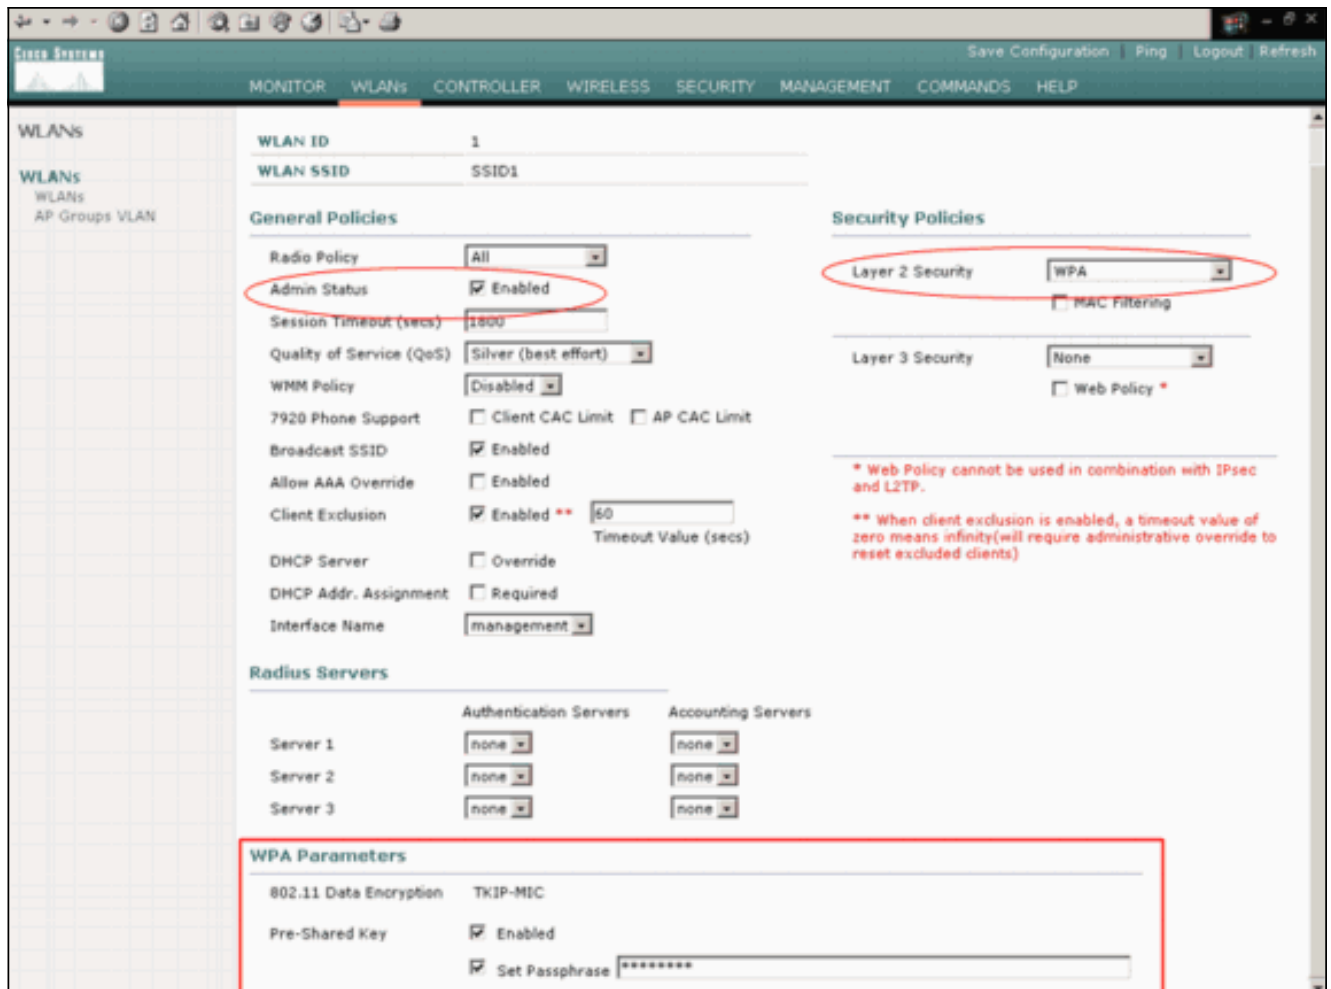 Save Configuration | Ping | Logout | Refresh
CISCO SYSTEMS
MONITOR WLANs CONTROLLER WIRELESS SECURITY MANAGEMENT COMMANDS HELP
WLANs
WLANs
WLANs
AP Groups VLAN
WLAN ID 1
WLAN SSID SSID1
General Policies
Radio Policy All
Admin Status Enabled
Session Timeout (secs) 1800
Quality of Service (QoS) Silver (best effort)
WMM Policy Disabled
7920 Phone Support Client CAC Limit AP CAC Limit
Broadcast SSID Enabled
Allow AAA Override Enabled
Client Exclusion Enabled ** 60
Timeout Value (secs)
DHCP Server Override
DHCP Addr. Assignment Required
Interface Name management
Security Policies
Layer 2 Security WPA
MAC Filtering
Layer 3 Security None
Web Policy *
* Web Policy cannot be used in combination with IPsec
and L2TP.
** When client exclusion is enabled, a timeout value of
zero means infinity(will require administrative override to
reset excluded clients)
Radius Servers
Authentication Servers Accounting Servers
Server 1 none none
Server 2 none none
Server 3 none none
WPA Parameters
802.11 Data Encryption TKIP-MIC
Pre-Shared Key Enabled
Set Passphrase ********